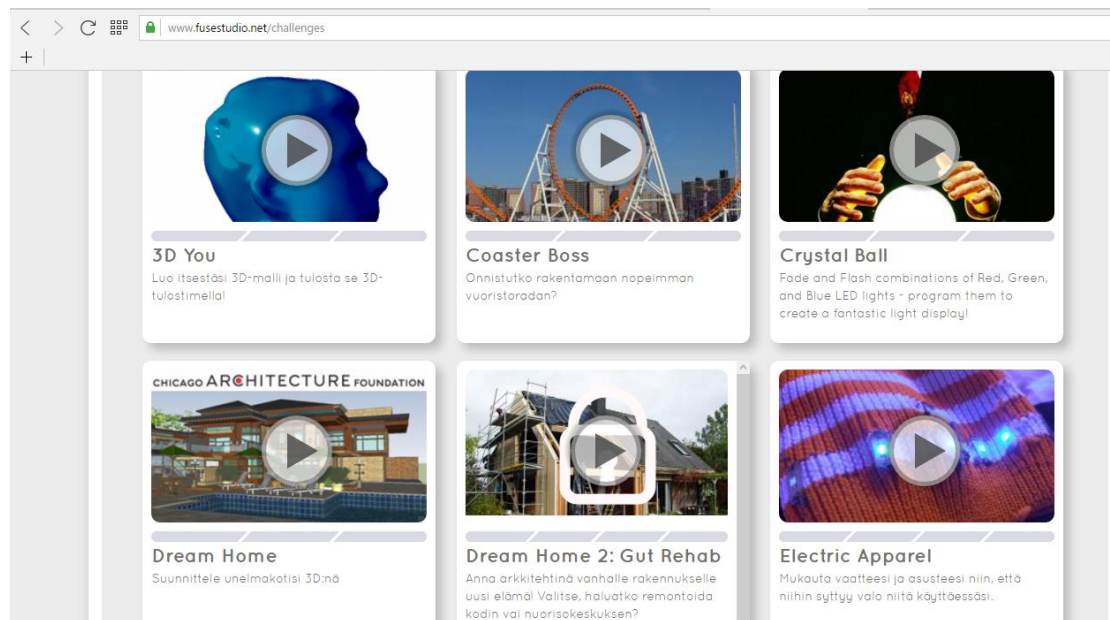 www.fusestudio.net/challenges
3D You
Luo itsestäsi 3D-malli ja tulosta se 3D-
tulostimella!
Coaster Boss
Onnistutko rakentamaan nopeimman
vuoristoradan?
Crystal Ball
Fade and Flash combinations of Red, Green,
and Blue LED lights - program them to
create a fantastic light display!
CHICAGO ARCHITECTURE FOUNDATION
Dream Home
Suunnittele unelmakotisi 3D:nä
Dream Home 2: Gut Rehab
Anna arkkitehtinä vanhalle rakennukselle
uusi elämä! Valitse, haluatko remontoida
kodin vai nuorisokeskuksen?
Electric Apparel
Mukauta vaatteesi ja asusteesi niin, että
niihin syttyy valo niitä käyttäessäsi.